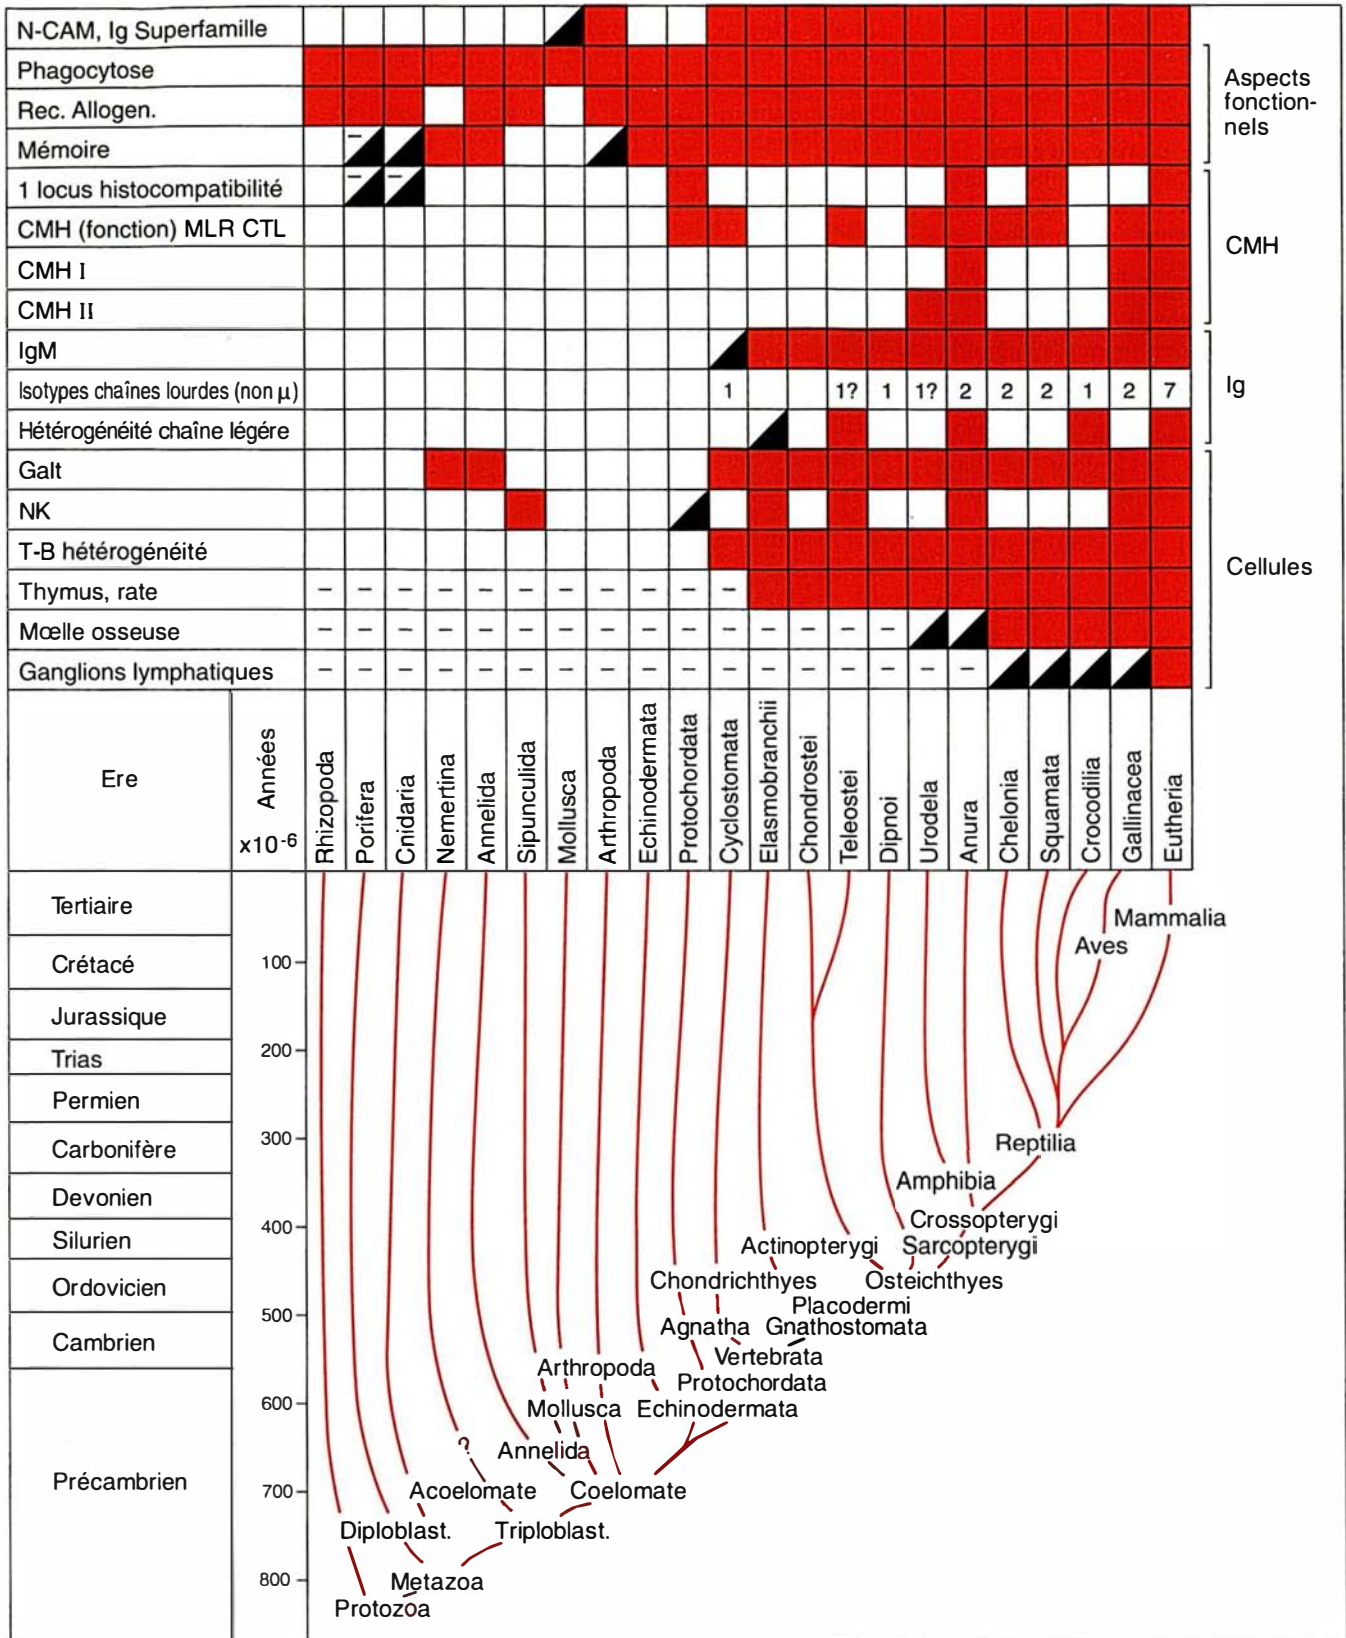 N-CAM, Ig Superfamille
Phagocytose
Rec. Allogen.
Mémoire –
1 locus histocompatibilité – –
CMH (fonction) MLR CTL
CMH I
CMH II
IgM
Isotypes chaînes lourdes (non µ) 1 1? 1 1? 2 2 2 1 2 7
Hétérogénéité chaîne légére
Galt
NK
T-B hétérogénéité
Thymus, rate – – – – – – – – – – –
Mœlle osseuse – – – – – – – – – – – – – – –
Ganglions lymphatiques – – – – – – – – – – – – – – – – –
Aspects
fonction-
nels
CMH
Ig
Cellules
Ere
Années
x10-6
Rhizopoda
Porifera
Cnidaria
Nemertina
Annelida
Sipunculida
Mollusca
Arthropoda
Echinodermata
Protochordata
Cyclostomata
Elasmobranchii
Chondrostei
Teleostei
Dipnoi
Urodela
Anura
Chelonia
Squamata
Crocodilia
Gallinacea
Eutheria
Tertiaire
Crétacé
Jurassique
Trias
Permien
Carbonifère
Devonien
Silurien
Ordovicien
Cambrien
Précambrien
100
200
300
400
500
600
700
800
Mammalia
Aves
Reptilia
Amphibia
Crossopterygi
Actinopterygi Sarcopterygi
Chondrichthyes Osteichthyes
Placodermi
Agnatha Gnathostomata
Vertebrata
Arthropoda
Protochordata
Mollusca Echinodermata
?
Annelida
Acoelomate Coelomate
Diploblast. Triploblast.
Metazoa
Protozoa